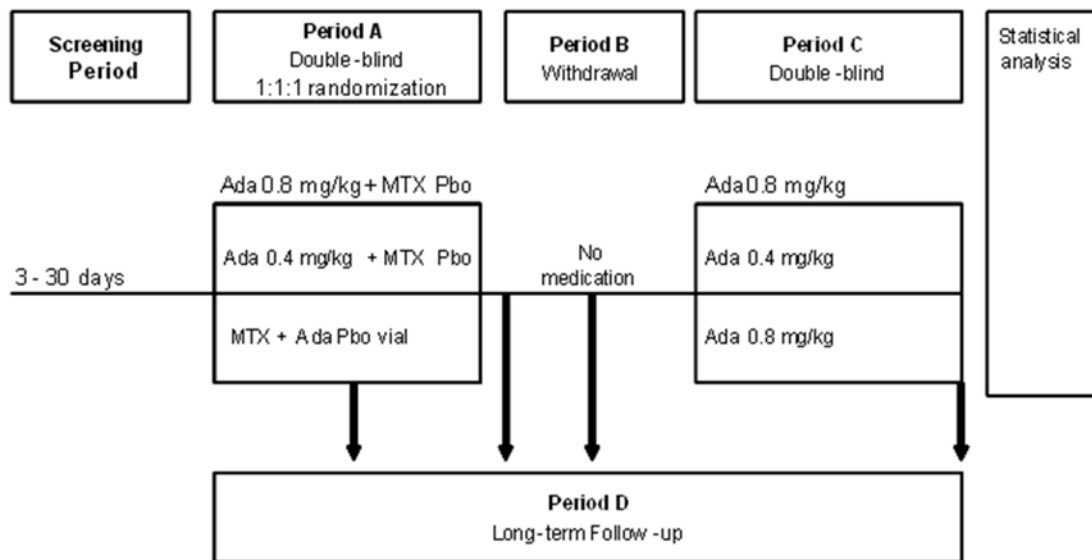 Screening
Period
Period A
Double-blind
1:1:1 randomization
Period B
Withdrawal
Period C
Double-blind
Statistical
analysis
Ada 0.8 mg/kg + MTX Pbo
Ada 0.8 mg/kg
Ada 0.4 mg/kg + MTX Pbo
No
medication
Ada 0.4 mg/kg
3 - 30 days
MTX + Ada Pbo vial
Ada 0.8 mg/kg
Period D
Long-term Follow-up